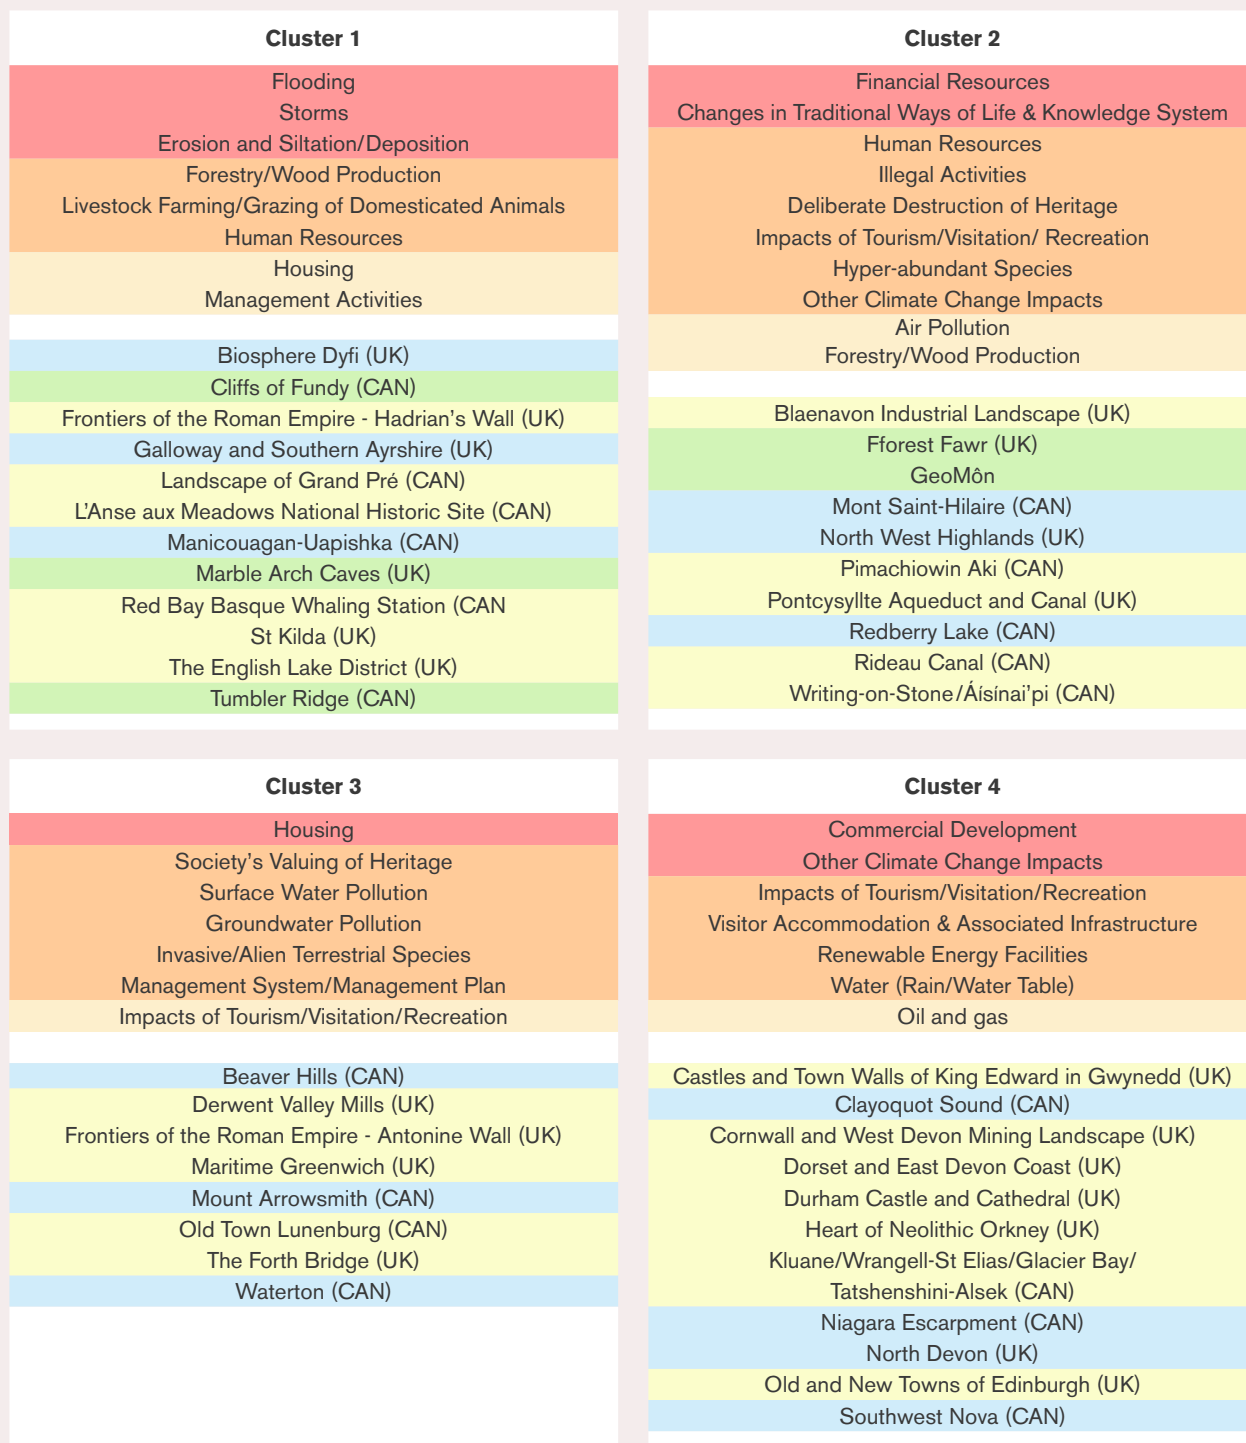 Cluster 1
Flooding
Storms
Erosion and Siltation/Deposition
Forestry/Wood Production
Livestock Farming/Grazing of Domesticated Animals
Human Resources
Housing
Management Activities
Biosphere Dyfi (UK)
Cliffs of Fundy (CAN)
Frontiers of the Roman Empire - Hadrian's Wall (UK)
Galloway and Southern Ayrshire (UK)
Landscape of Grand Pré (CAN)
L'Anse aux Meadows National Historic Site (CAN)
Manicouagan-Uapishka (CAN)
Marble Arch Caves (UK)
Red Bay Basque Whaling Station (CAN
St Kilda (UK)
The English Lake District (UK)
Tumbler Ridge (CAN)
Cluster 2
Financial Resources
Changes in Traditional Ways of Life & Knowledge System
Human Resources
Illegal Activities
Deliberate Destruction of Heritage
Impacts of Tourism/Visitation/ Recreation
Hyper-abundant Species
Other Climate Change Impacts
Air Pollution
Forestry/Wood Production
Blaenavon Industrial Landscape (UK)
Fforest Fawr (UK)
GeoMôn
Mont Saint-Hilaire (CAN)
North West Highlands (UK)
Pimachiowin Aki (CAN)
Pontcysyllte Aqueduct and Canal (UK)
Redberry Lake (CAN)
Rideau Canal (CAN)
Writing-on-Stone/Áísínai'pi (CAN)
Cluster 3
Housing
Society's Valuing of Heritage
Surface Water Pollution
Groundwater Pollution
Invasive/Alien Terrestrial Species
Management System/Management Plan
Impacts of Tourism/Visitation/Recreation
Beaver Hills (CAN)
Derwent Valley Mills (UK)
Frontiers of the Roman Empire - Antonine Wall (UK)
Maritime Greenwich (UK)
Mount Arrowsmith (CAN)
Old Town Lunenburg (CAN)
The Forth Bridge (UK)
Waterton (CAN)
Cluster 4
Commercial Development
Other Climate Change Impacts
Impacts of Tourism/Visitation/Recreation
Visitor Accommodation & Associated Infrastructure
Renewable Energy Facilities
Water (Rain/Water Table)
Oil and gas
Castles and Town Walls of King Edward in Gwynedd (UK)
Clayoquot Sound (CAN)
Cornwall and West Devon Mining Landscape (UK)
Dorset and East Devon Coast (UK)
Durham Castle and Cathedral (UK)
Heart of Neolithic Orkney (UK)
Kluane/Wrangell-St Elias/Glacier Bay/
Tatshenshini-Alsek (CAN)
Niagara Escarpment (CAN)
North Devon (UK)
Old and New Towns of Edinburgh (UK)
Southwest Nova (CAN)